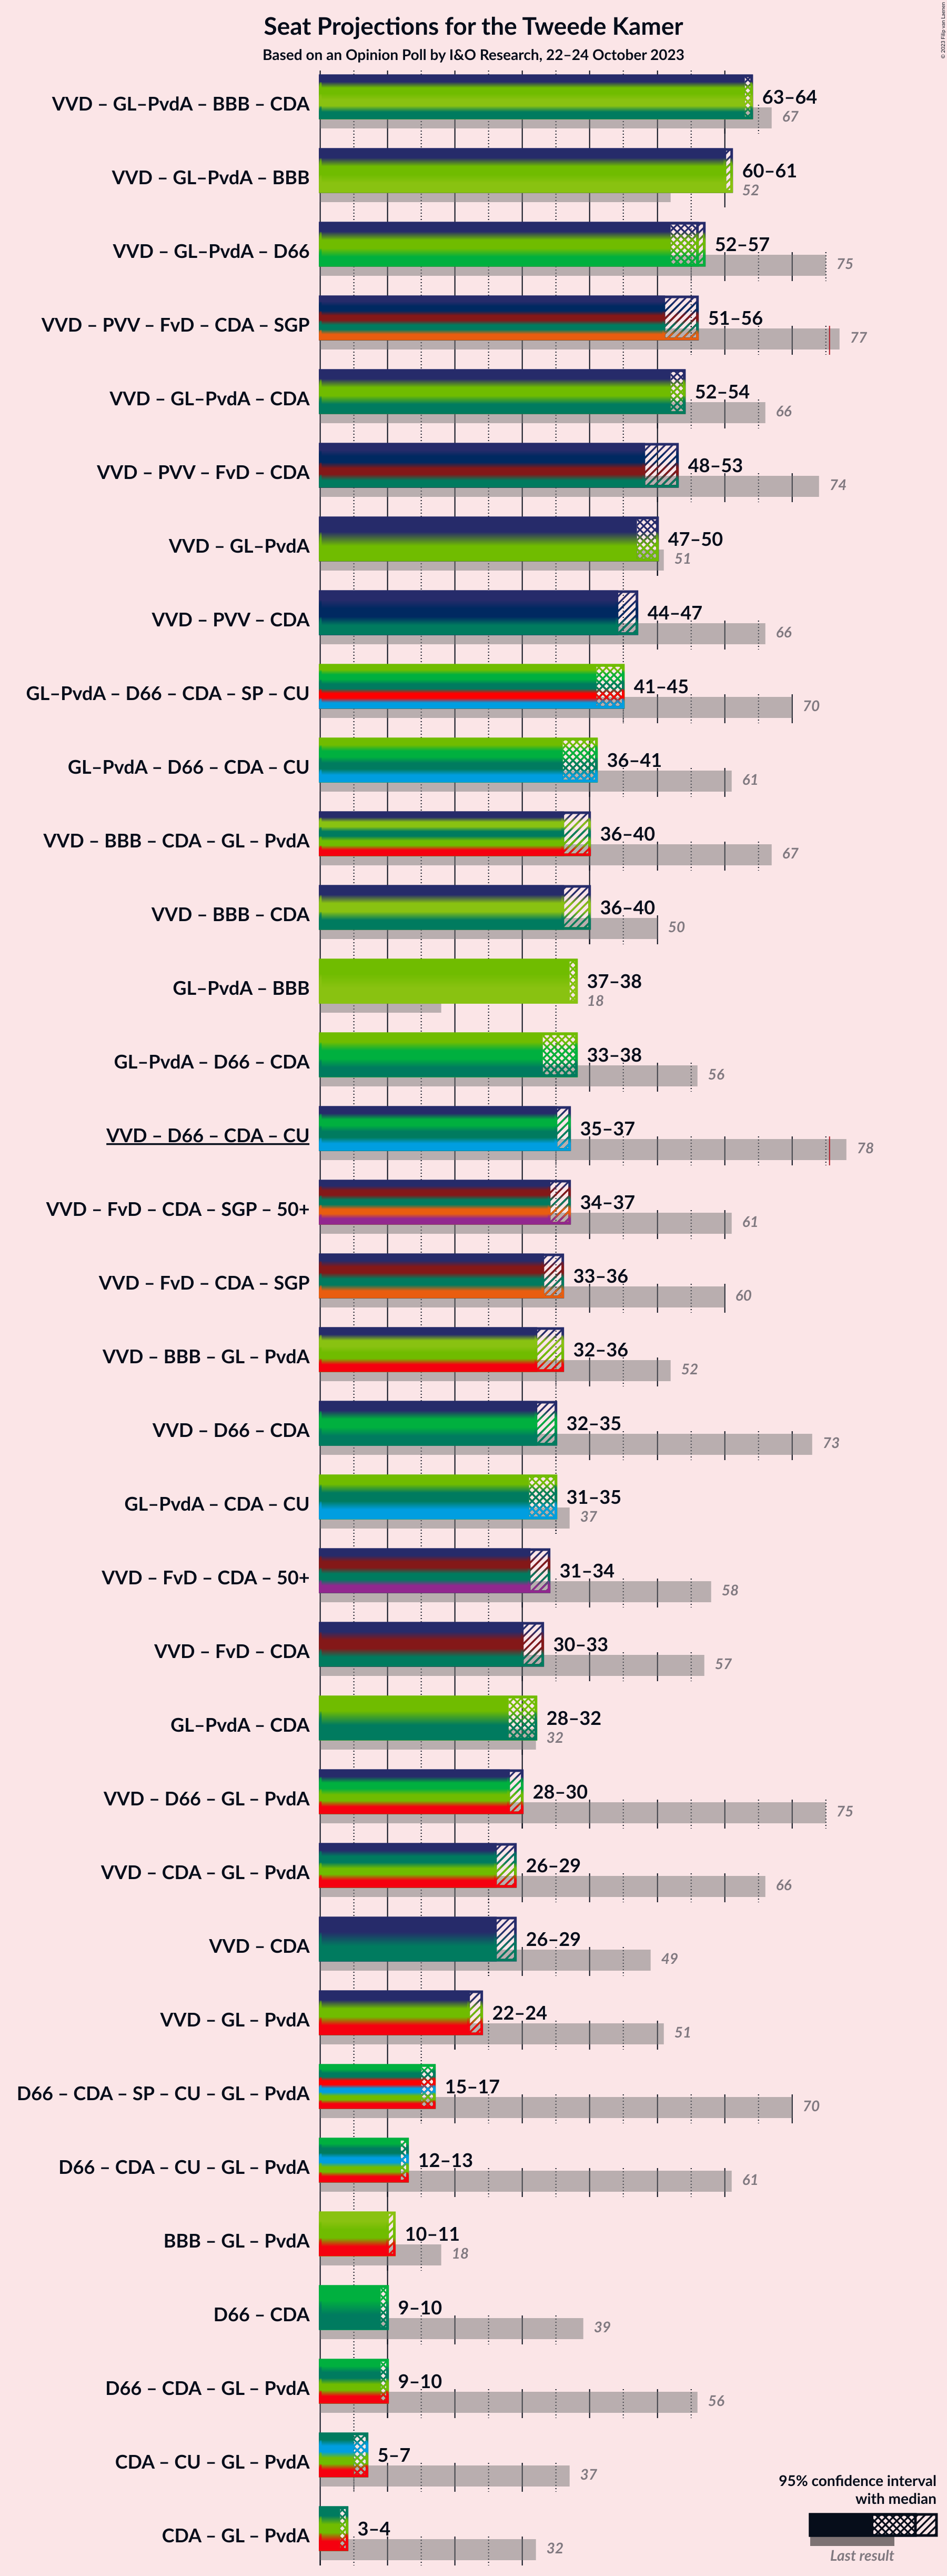 Seat Projections for the Tweede Kamer
Based on an Opinion Poll by I&O Research, 22–24 October 2023
© 2023 Filip van Laenen
VVD – GL–PvdA – BBB – CDA
63–64
67
VVD – GL–PvdA – BBB
60–61
52
VVD – GL–PvdA – D66
52–57
75
VVD – PVV – FvD – CDA – SGP
51–56
77
VVD – GL–PvdA – CDA
52–54
66
VVD – PVV – FvD – CDA
48–53
74
VVD – GL–PvdA
47–50
51
VVD – PVV – CDA
44–47
66
GL–PvdA – D66 – CDA – SP – CU
41–45
70
GL–PvdA – D66 – CDA – CU
36–41
61
VVD – BBB – CDA – GL – PvdA
36–40
67
VVD – BBB – CDA
36–40
50
GL–PvdA – BBB
37–38
18
GL–PvdA – D66 – CDA
33–38
56
VVD – D66 – CDA – CU
35–37
78
VVD – FvD – CDA – SGP – 50+
34–37
61
VVD – FvD – CDA – SGP
33–36
60
VVD – BBB – GL – PvdA
32–36
52
VVD – D66 – CDA
32–35
73
GL–PvdA – CDA – CU
31–35
37
VVD – FvD – CDA – 50+
31–34
58
VVD – FvD – CDA
30–33
57
GL–PvdA – CDA
28–32
32
VVD – D66 – GL – PvdA
28–30
75
VVD – CDA – GL – PvdA
26–29
66
VVD – CDA
26–29
49
VVD – GL – PvdA
22–24
51
D66 – CDA – SP – CU – GL – PvdA
15–17
70
D66 – CDA – CU – GL – PvdA
12–13
61
BBB – GL – PvdA
10–11
18
D66 – CDA
9–10
39
D66 – CDA – GL – PvdA
9–10
56
CDA – CU – GL – PvdA
5–7
37
CDA – GL – PvdA
3–4
32
95% confidence interval
with median
Last result